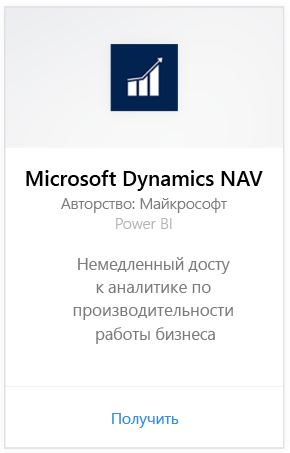 Microsoft Dynamics NAV
Авторство: Майкрософт
Power BI
Немедленный досту
к аналитике по
производительности
работы бизнеса
Получить